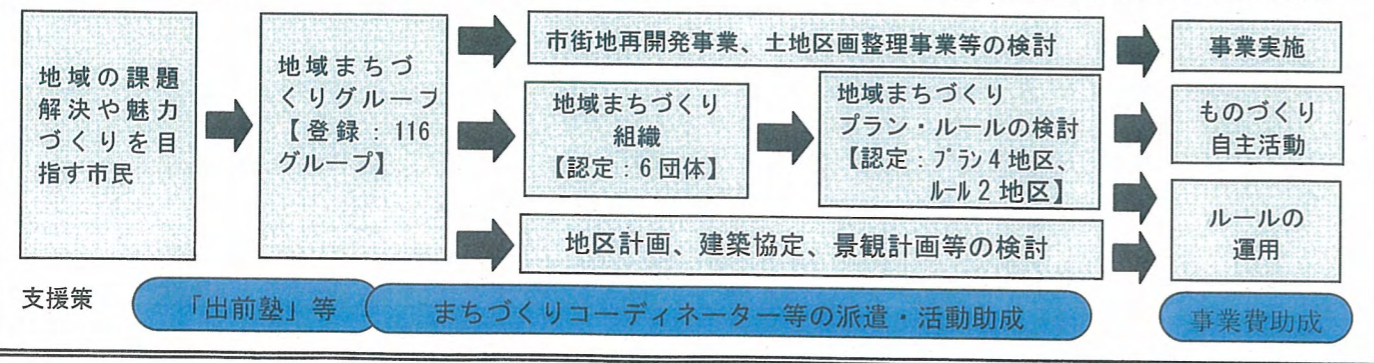 地域の課題
解決や魅力
づくりを目
指す市民
地域まちづ
くりグループ
【登録：116
グループ】
市街地再開発事業、土地区画整理事業等の検討
地域まちづくり
組織
【認定：6団体】
地域まちづくり
プラン・ルールの検討
【認定：プラン4地区、
ルール2地区】
地区計画、建築協定、景観計画等の検討
事業実施
ものづくり
自主活動
ルールの
運用
支援策
「出前塾」等
まちづくりコーディネーター等の派遣・活動助成
事業費助成